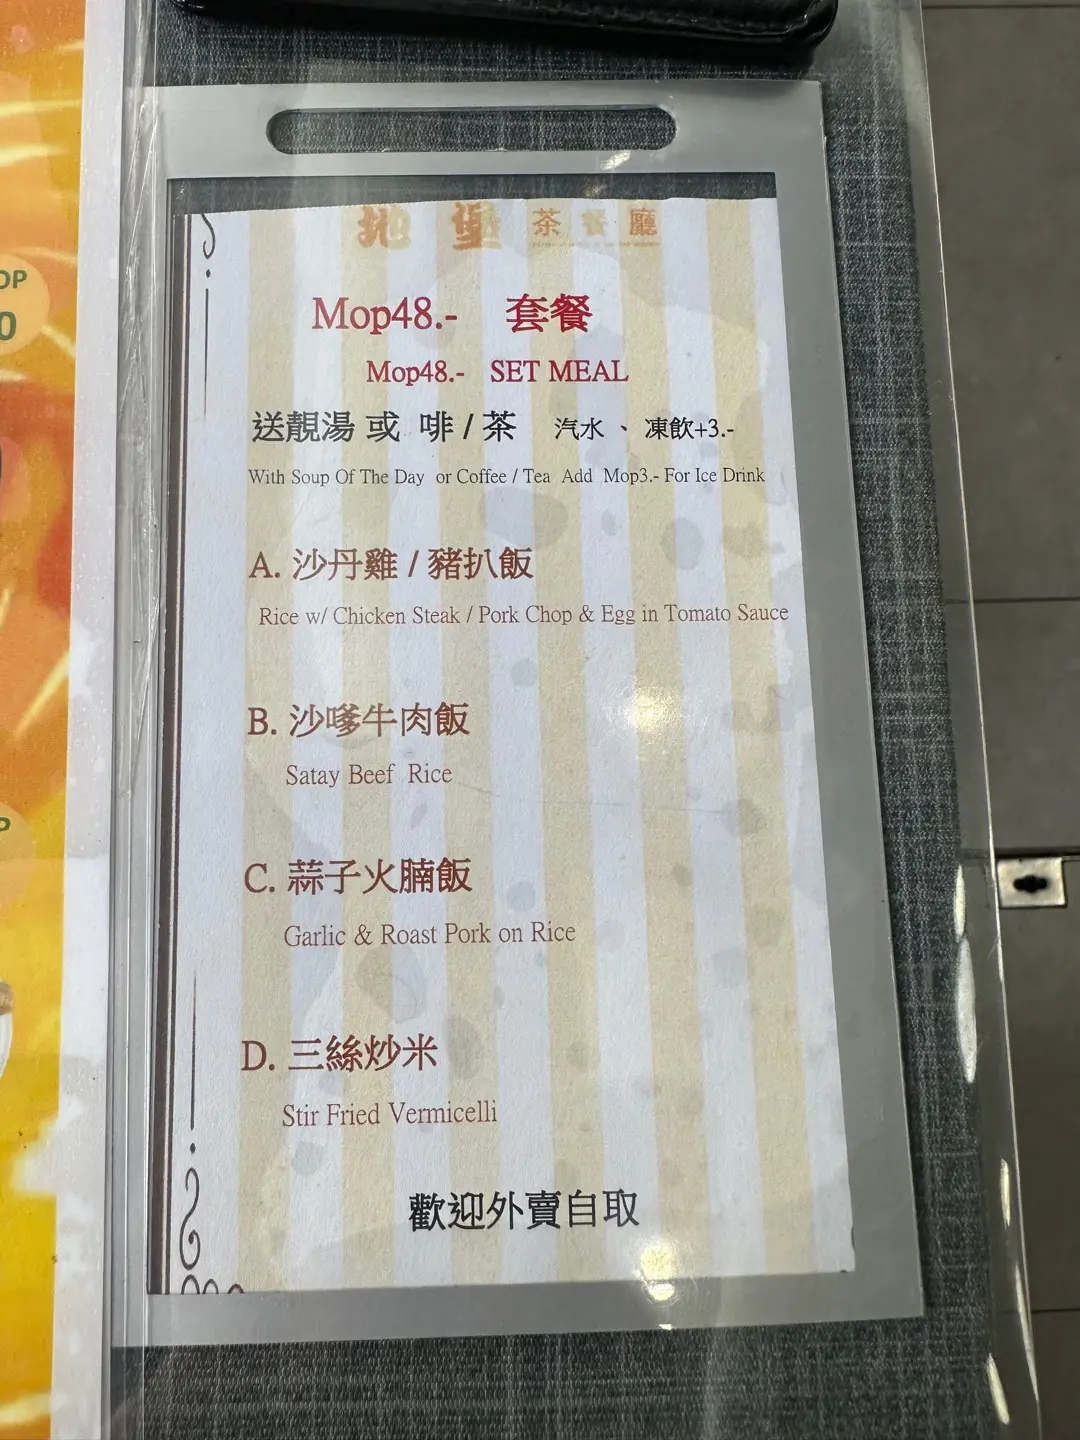 DP
0
P
地堡 茶餐廳
Mop48.- 套餐
Mop48.- SET MEAL
送靚湯 或 啡 / 茶 汽水 、 凍飲+3.-
With Soup Of The Day or Coffee / Tea Add Mop3.- For Ice Drink
A. 沙丹雞 / 豬扒飯
Rice w/ Chicken Steak / Pork Chop & Egg in Tomato Sauce
B. 沙嗲牛肉飯
Satay Beef Rice
C. 蒜子火腩飯
Garlic & Roast Pork on Rice
D. 三絲炒米
Stir Fried Vermicelli
歡迎外賣自取